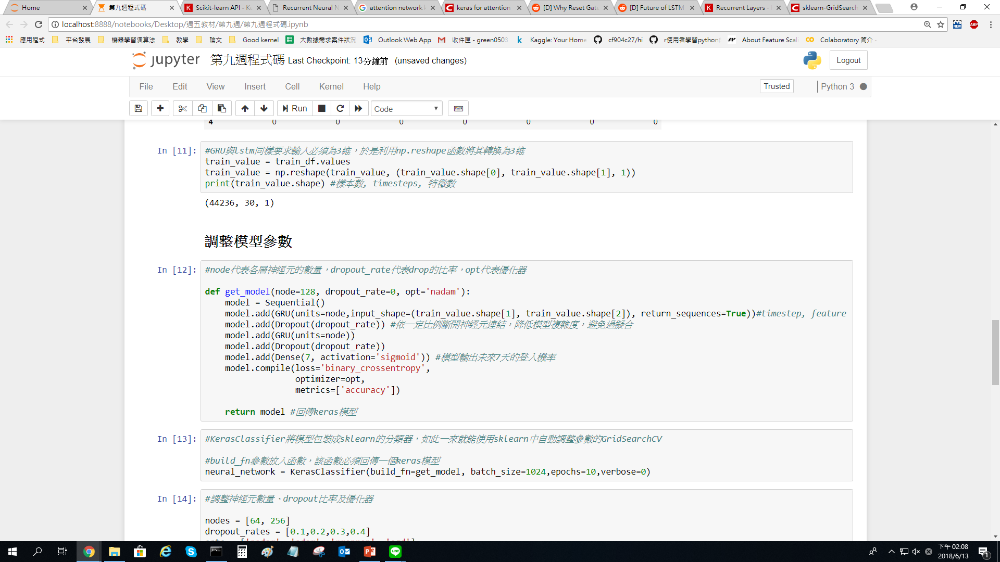 Home
第九週程式碼
Scikit-learn API - Ke
Recurrent Neural N
attention network k
keras for attention
[D] Why Reset Gate
[D] Future of LSTM
Recurrent Layers -
sklearn-GridSearch
localhost:8888/notebooks/Desktop/週五教材/第九週/第九週程式碼.ipynb
應用程式 平台發展 機器學習演算法 教學 論文 Good kernel 大數據需求案件狀況 Outlook Web App 收件匣 - green0503 Kaggle: Your Home cf904c27/hi r使用者學習python About Feature Scal Colaboratory 簡介 -
jupyter 第九週程式碼 Last Checkpoint: 13分鐘前 (unsaved changes)
Logout
File Edit View Insert Cell Kernel Help
Trusted
Python 3
Run
Code
4 0 0 0 0 0 0 0
In [11]:
#GRU與lstm同樣要求輸入必須為3維，於是利用np.reshape函數將其轉換為3維
train_value = train_df.values
train_value = np.reshape(train_value, (train_value.shape[0], train_value.shape[1], 1))
print(train_value.shape) #樣本數, timesteps, 特徵數
(44236, 30, 1)
調整模型參數
In [12]:
#node代表各層神經元的數量，dropout_rate代表drop的比率，opt代表優化器
def get_model(node=128, dropout_rate=0, opt='nadam'):
model = Sequential()
model.add(GRU(units=node,input_shape=(train_value.shape[1], train_value.shape[2]), return_sequences=True))#timestep, feature
model.add(Dropout(dropout_rate)) #依一定比例斷開神經元連結，降低模型複雜度，避免過擬合
model.add(GRU(units=node))
model.add(Dropout(dropout_rate))
model.add(Dense(7, activation='sigmoid')) #模型輸出未來7天的登入機率
model.compile(loss='binary_crossentropy',
optimizer=opt,
metrics=['accuracy'])
return model #回傳keras模型
In [13]:
#KerasClassifier將模型包裝成sklearn的分類器，如此一來就能使用sklearn中自動調整參數的GridSearchCV
#build_fn參數放入函數，該函數必須回傳一個keras模型
neural_network = KerasClassifier(build_fn=get_model, batch_size=1024,epochs=10,verbose=0)
In [14]:
#調整神經元數量、dropout比率及優化器
nodes = [64, 256]
dropout_rates = [0.1,0.2,0.3,0.4]
下午 02:08
2018/6/13